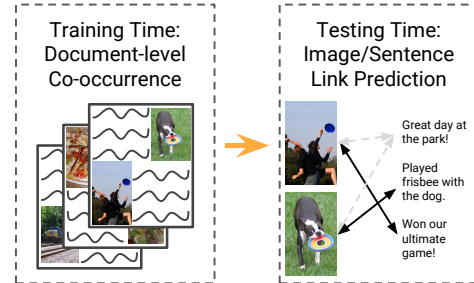 Training Time:
Document-level
Co-occurrence
Testing Time:
Image/Sentence
Link Prediction
Great day at
the park!
Played
frisbee with
the dog.
Won our
ultimate
game!